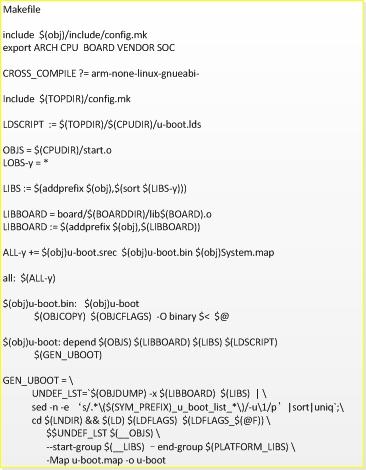 Makefile
include $(obj)/include/config.mk
export ARCH CPU BOARD VENDOR SOC
CROSS_COMPILE ?= arm-none-linux-gnueabi-
Include $(TOPDIR)/config.mk
LDSCRIPT := $(TOPDIR)/$(CPUDIR)/u-boot.lds
OBJS = $(CPUDIR)/start.o
LOBS-y = *
LIBS := $(addprefix $(obj),$(sort $(LIBS-y)))
LIBBOARD = board/$(BOARDDIR)/lib$(BOARD).o
LIBBOARD := $(addprefix $(obj),$(LIBBOARD))
ALL-y += $(obj)u-boot.srec $(obj)u-boot.bin $(obj)System.map
all: $(ALL-y)
$(obj)u-boot.bin: $(obj)u-boot
$(OBJCOPY) $(OBJCFLAGS) -O binary $< $@
$(obj)u-boot: depend $(OBJS) $(LIBBOARD) $(LIBS) $(LDSCRIPT)
$(GEN_UBOOT)
GEN_UBOOT = \
UNDEF_LST=`$(OBJDUMP) -x $(LIBBOARD) $(LIBS) | \
sed -n -e 's/.*\($(SYM_PREFIX)_u_boot_list_*\)/-u\1/p' |sort|uniq`;\
cd $(LNDIR) && $(LD) $(LDFLAGS) $(LDFLAGS_$(@F)) \
$$UNDEF_LST $(__OBJS) \
--start-group $(__LIBS) --end-group $(PLATFORM_LIBS) \
-Map u-boot.map -o u-boot